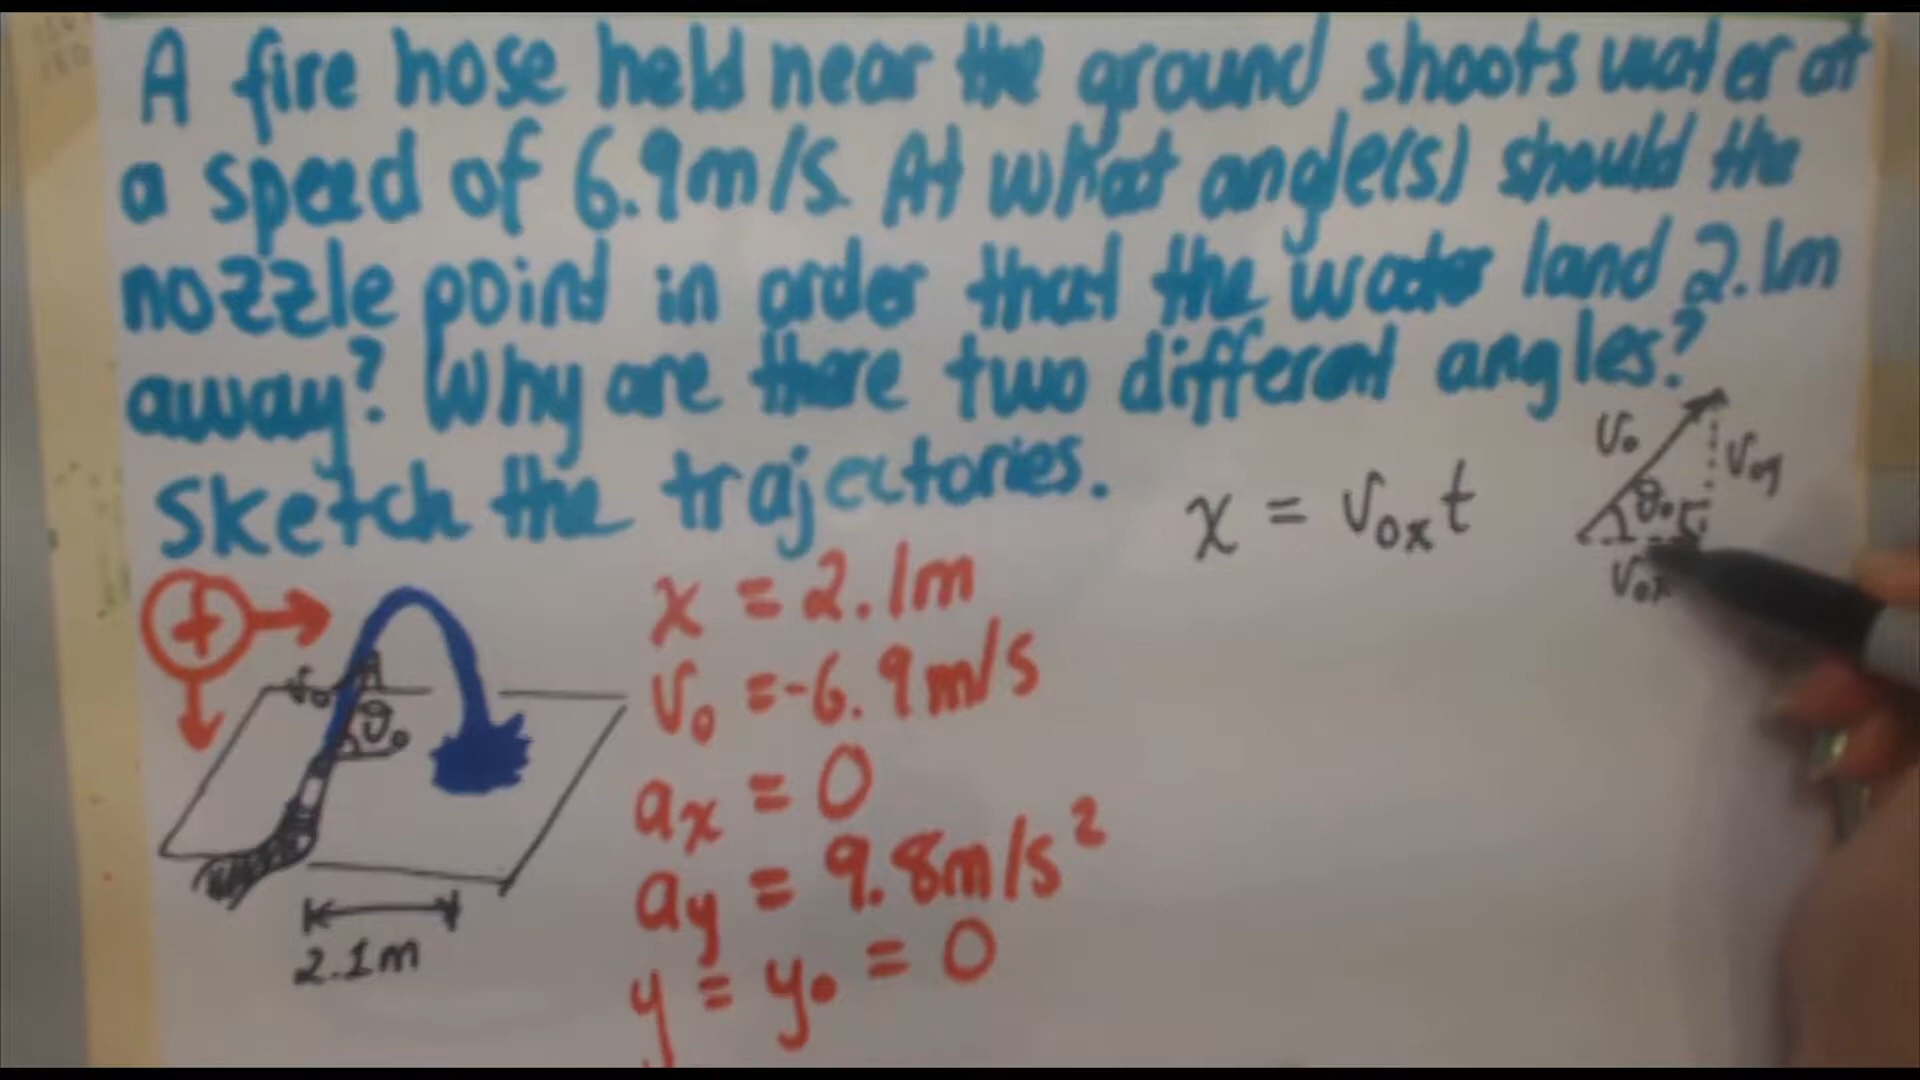 A fire hose held near the ground shoots water at
a speed of 6.9m/s. At what angle(s) should the
nozzle point in order that the water land 2.1m
away? Why are there two different angles?
Sketch the trajectories.
x = v₀ₓt
v₀
v₀y
θ₀
v₀ₓ
+
v₀
θ₀
2.1m
x = 2.1m
v₀ = -6.9m/s
aₓ = 0
ay = 9.8m/s²
y = y₀ = 0